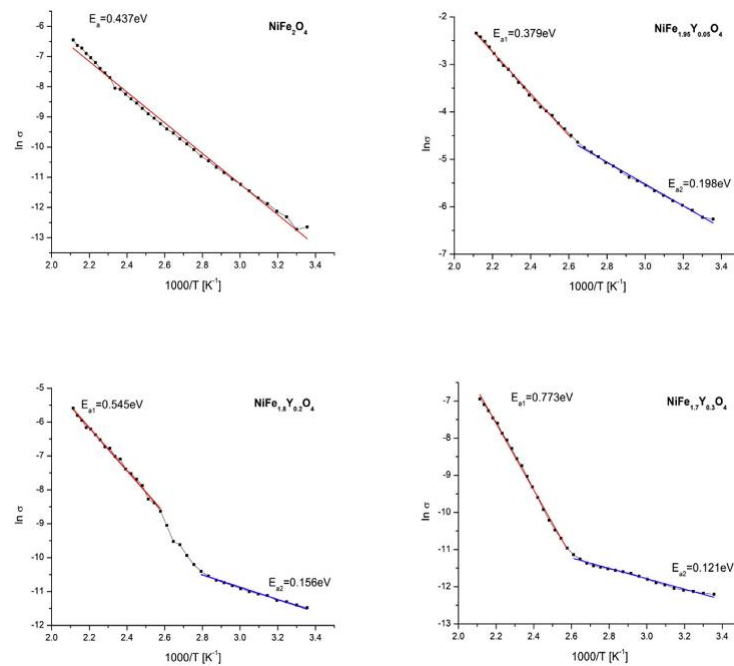 Eₐ=0.437eV
NiFe₂O₄
ln σ
-6
-7
-8
-9
-10
-11
-12
-13
2.0 2.2 2.4 2.6 2.8 3.0 3.2 3.4
1000/T [K⁻¹]
Eₐ₁=0.379eV
NiFe₁.₉₅Y₀.₀₅O₄
lnσ
-2
-3
-4
-5
-6
-7
Eₐ₂=0.198eV
2.0 2.2 2.4 2.6 2.8 3.0 3.2 3.4
1000/T [K⁻¹]
Eₐ₁=0.545eV
NiFe₁.₈Y₀.₂O₄
ln σ
-5
-6
-7
-8
-9
-10
-11
-12
Eₐ₂=0.156eV
2.0 2.2 2.4 2.6 2.8 3.0 3.2 3.4
1000/T [K⁻¹]
Eₐ₁=0.773eV
NiFe₁.₇Y₀.₃O₄
ln σ
-7
-8
-9
-10
-11
-12
-13
Eₐ₂=0.121eV
2.0 2.2 2.4 2.6 2.8 3.0 3.2 3.4
1000/T [K⁻¹]